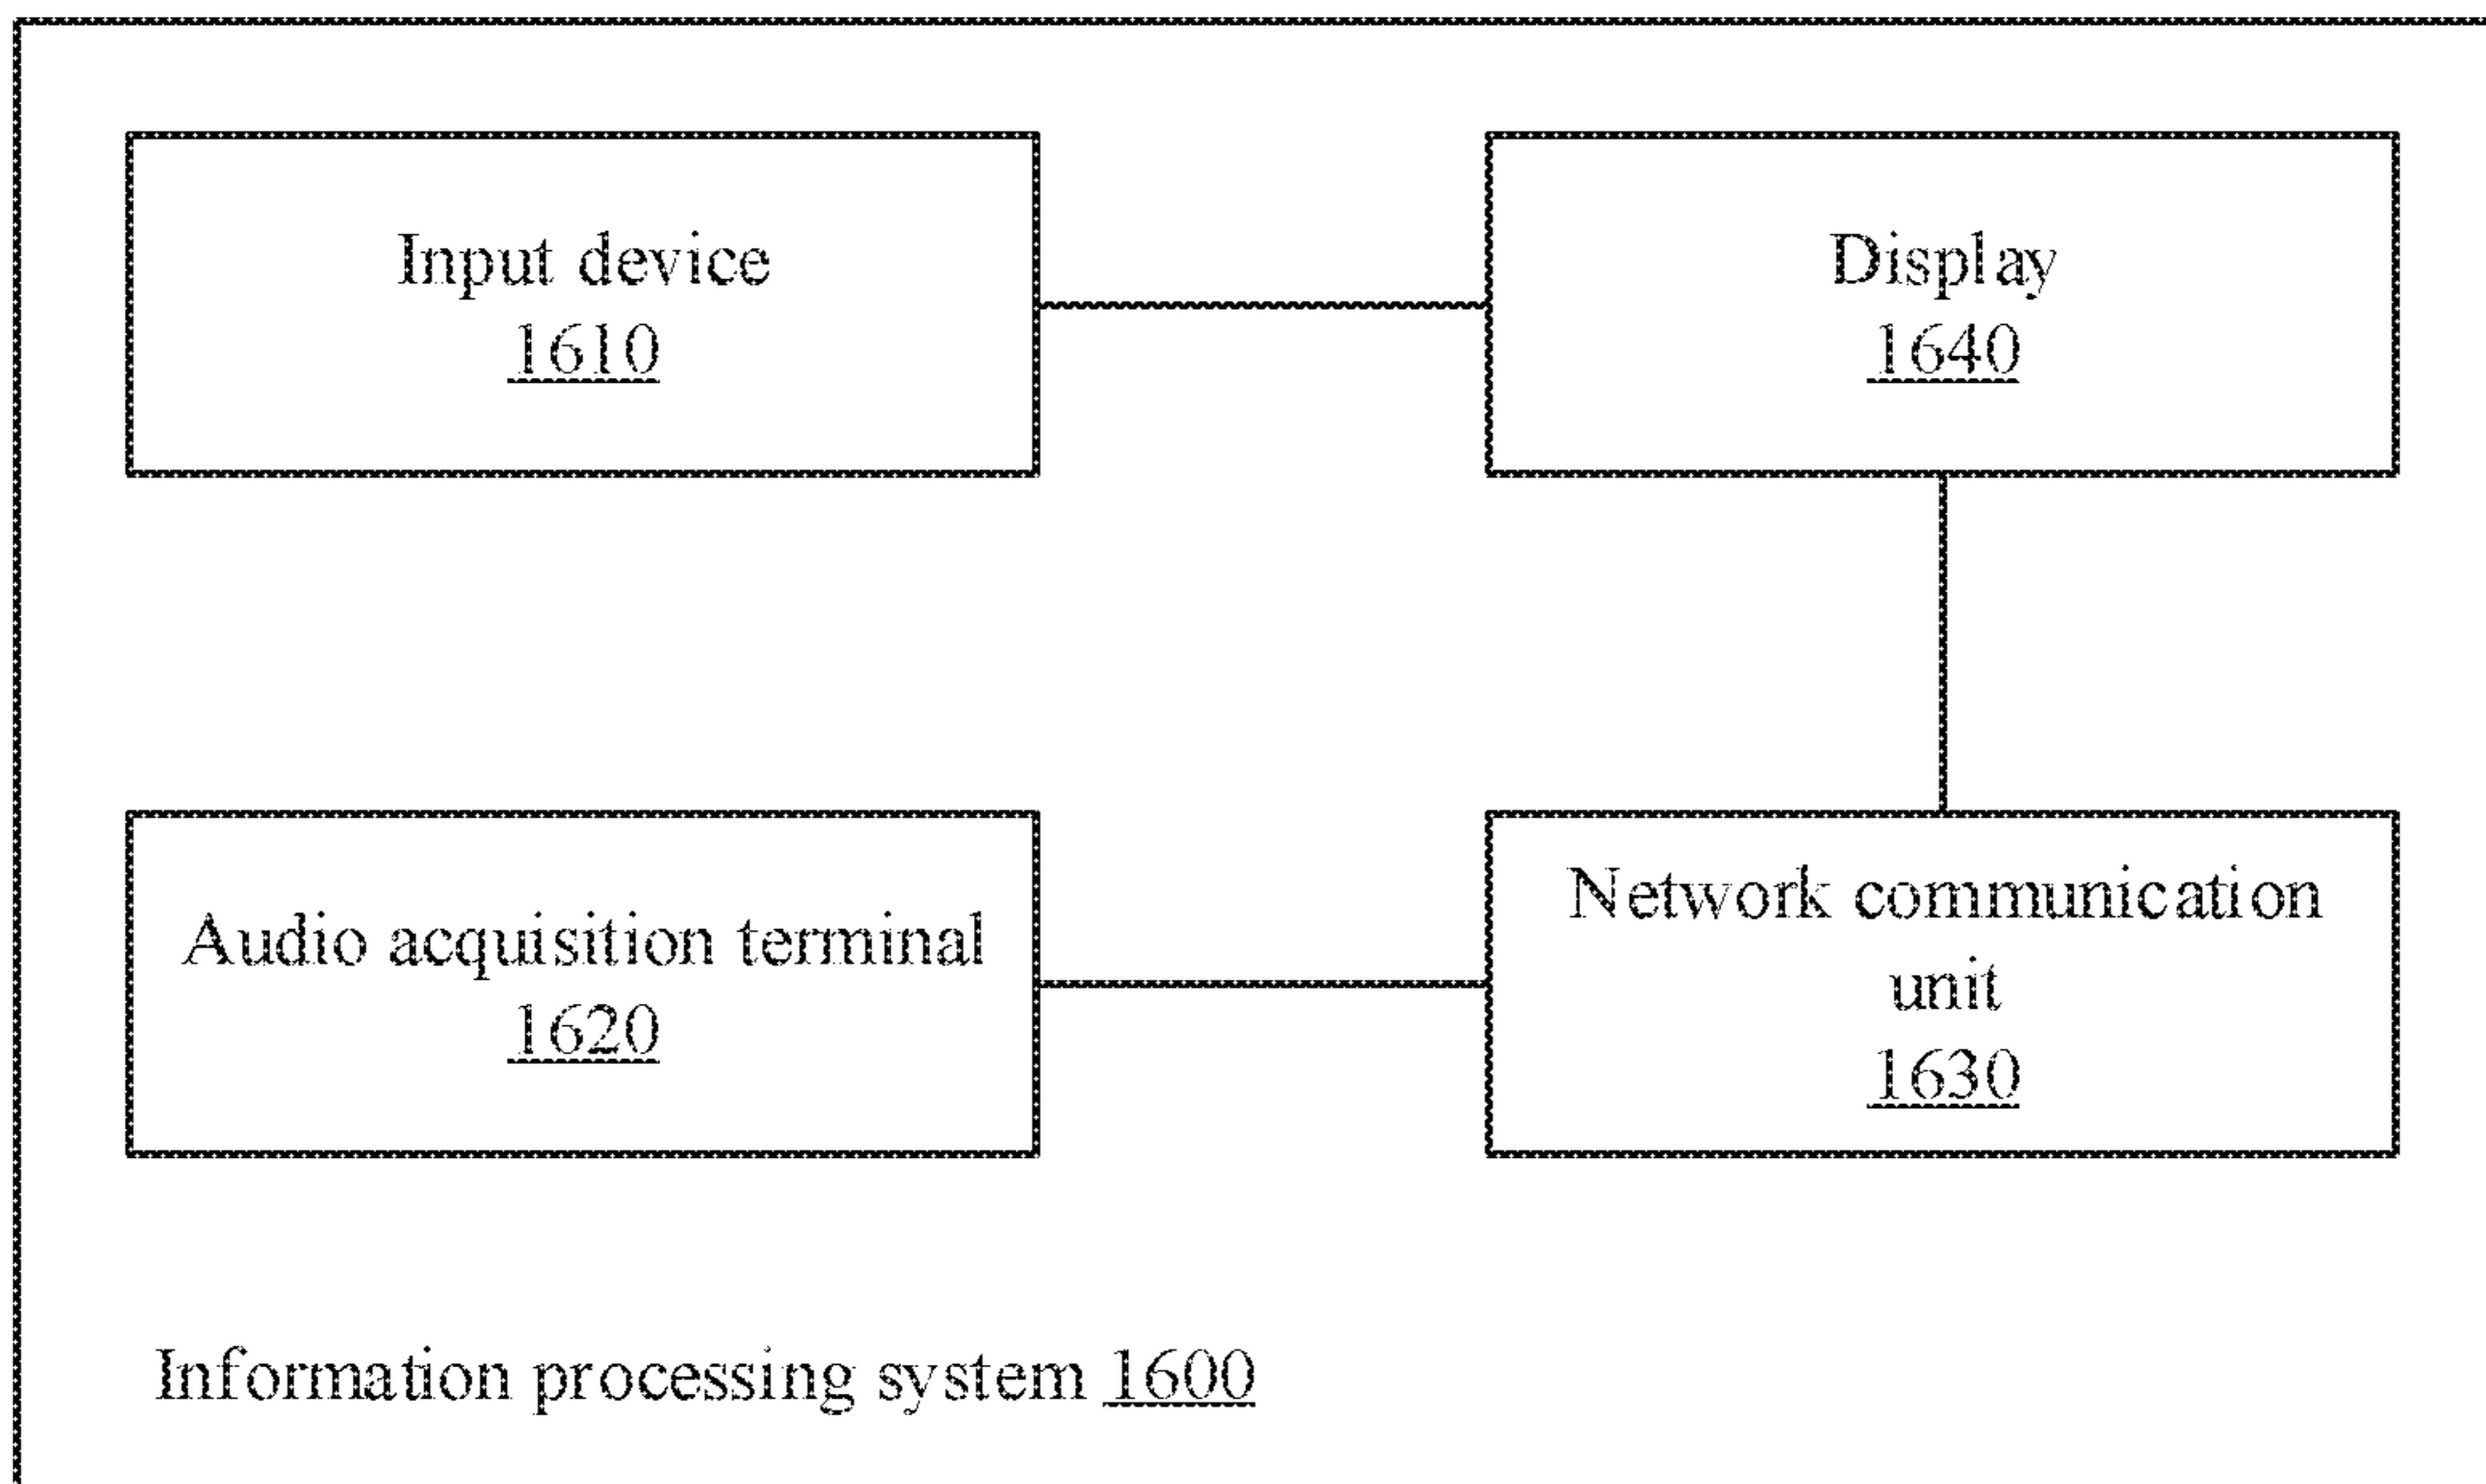 Input device
1610
Display
1640
Audio acquisition terminal
1620
Network communication
unit
1630
Information processing system 1600